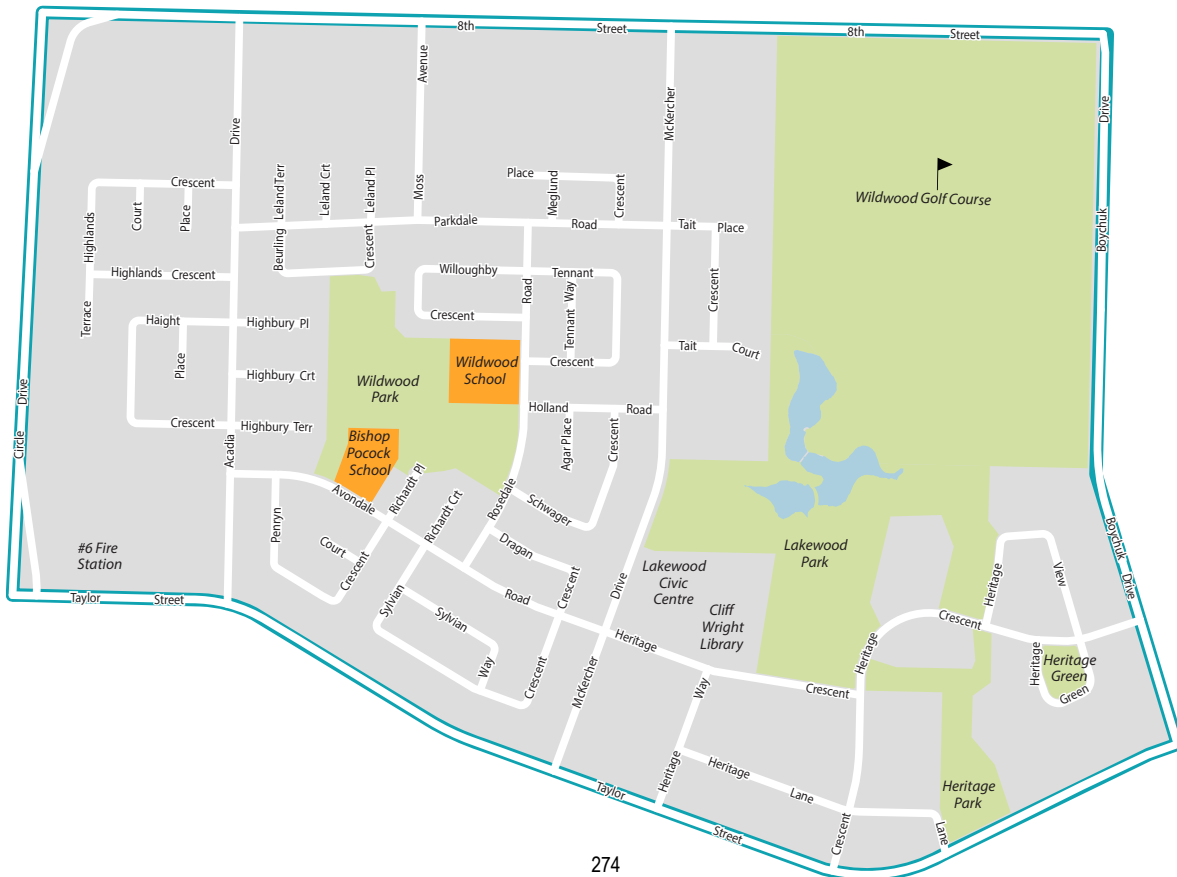 8th
Street
8th
Street
Avenue
McKercher
Drive
Drive
Wildwood Golf Course
Boychuk
Crescent
Court
Place
Highlands
Beurling
LelandTerr
Leland Crt
Leland Pl
Crescent
Moss
Place
Meglund
Crescent
Parkdale
Road
Tait
Place
Highlands
Crescent
Terrace
Willoughby
Crescent
Road
Tennant
Tennant Way
Crescent
Crescent
Tait
Court
Haight
Place
Crescent
Highbury Pl
Highbury Crt
Highbury Terr
Acadia
Circle
Drive
Wildwood
Park
Wildwood
School
Bishop
Pocock
School
Holland
Road
Agar Place
Crescent
Schwager
Rosedale
Avondale
Richardt Pl
Richardt Crt
Penryn
Court
Crescent
#6 Fire
Station
Taylor
Street
Dragan
Crescent
Road
Sylvian
Sylvian
Way
Crescent
Drive
McKercher
Lakewood
Civic
Centre
Cliff
Wright
Library
Lakewood
Park
Boychuk
Drive
Heritage
View
Crescent
Heritage
Heritage
Green
Heritage
Green
Heritage
Crescent
Heritage
Way
Heritage
Heritage
Lane
Crescent
Lane
Heritage
Park
Taylor
Street
274